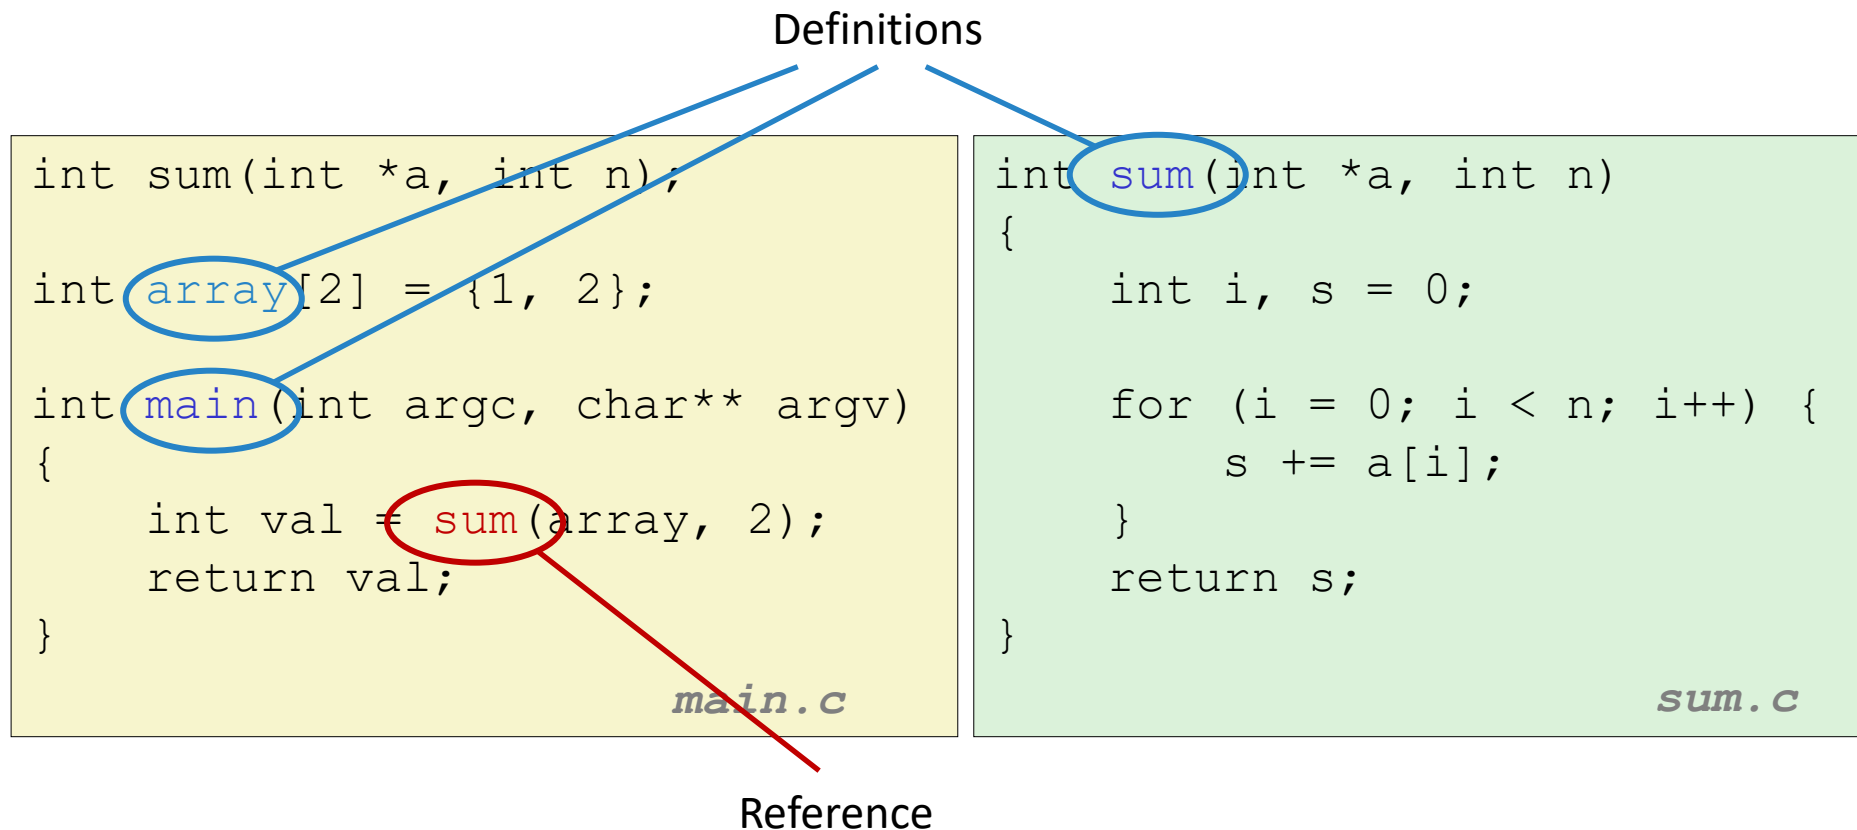 Definitions
int sum(int *a, int n);
int array[2] = {1, 2};
int main(int argc, char** argv)
{
    int val = sum(array, 2);
    return val;
}
main.c
int sum(int *a, int n)
{
    int i, s = 0;
    for (i = 0; i < n; i++) {
        s += a[i];
    }
    return s;
}
sum.c
Reference